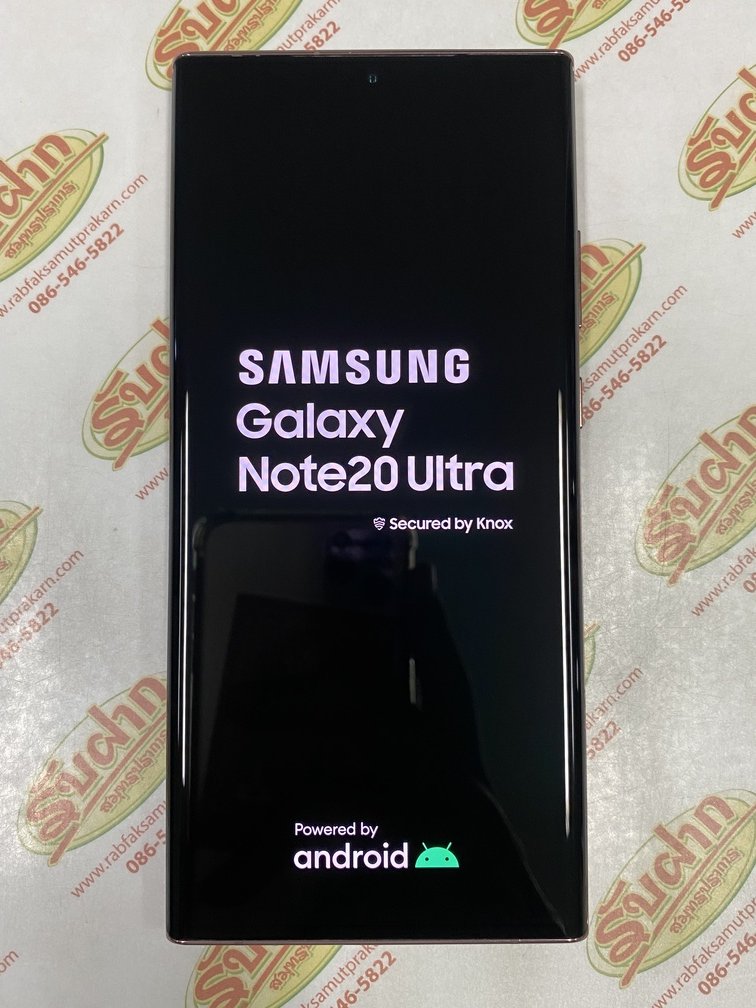 SAMSUNG
Galaxy
Note20 Ultra
Secured by Knox
Powered by
android
รับฝาก
สมุทรปราการ
www.rabfaksamutprakarn.com
086-546-5822